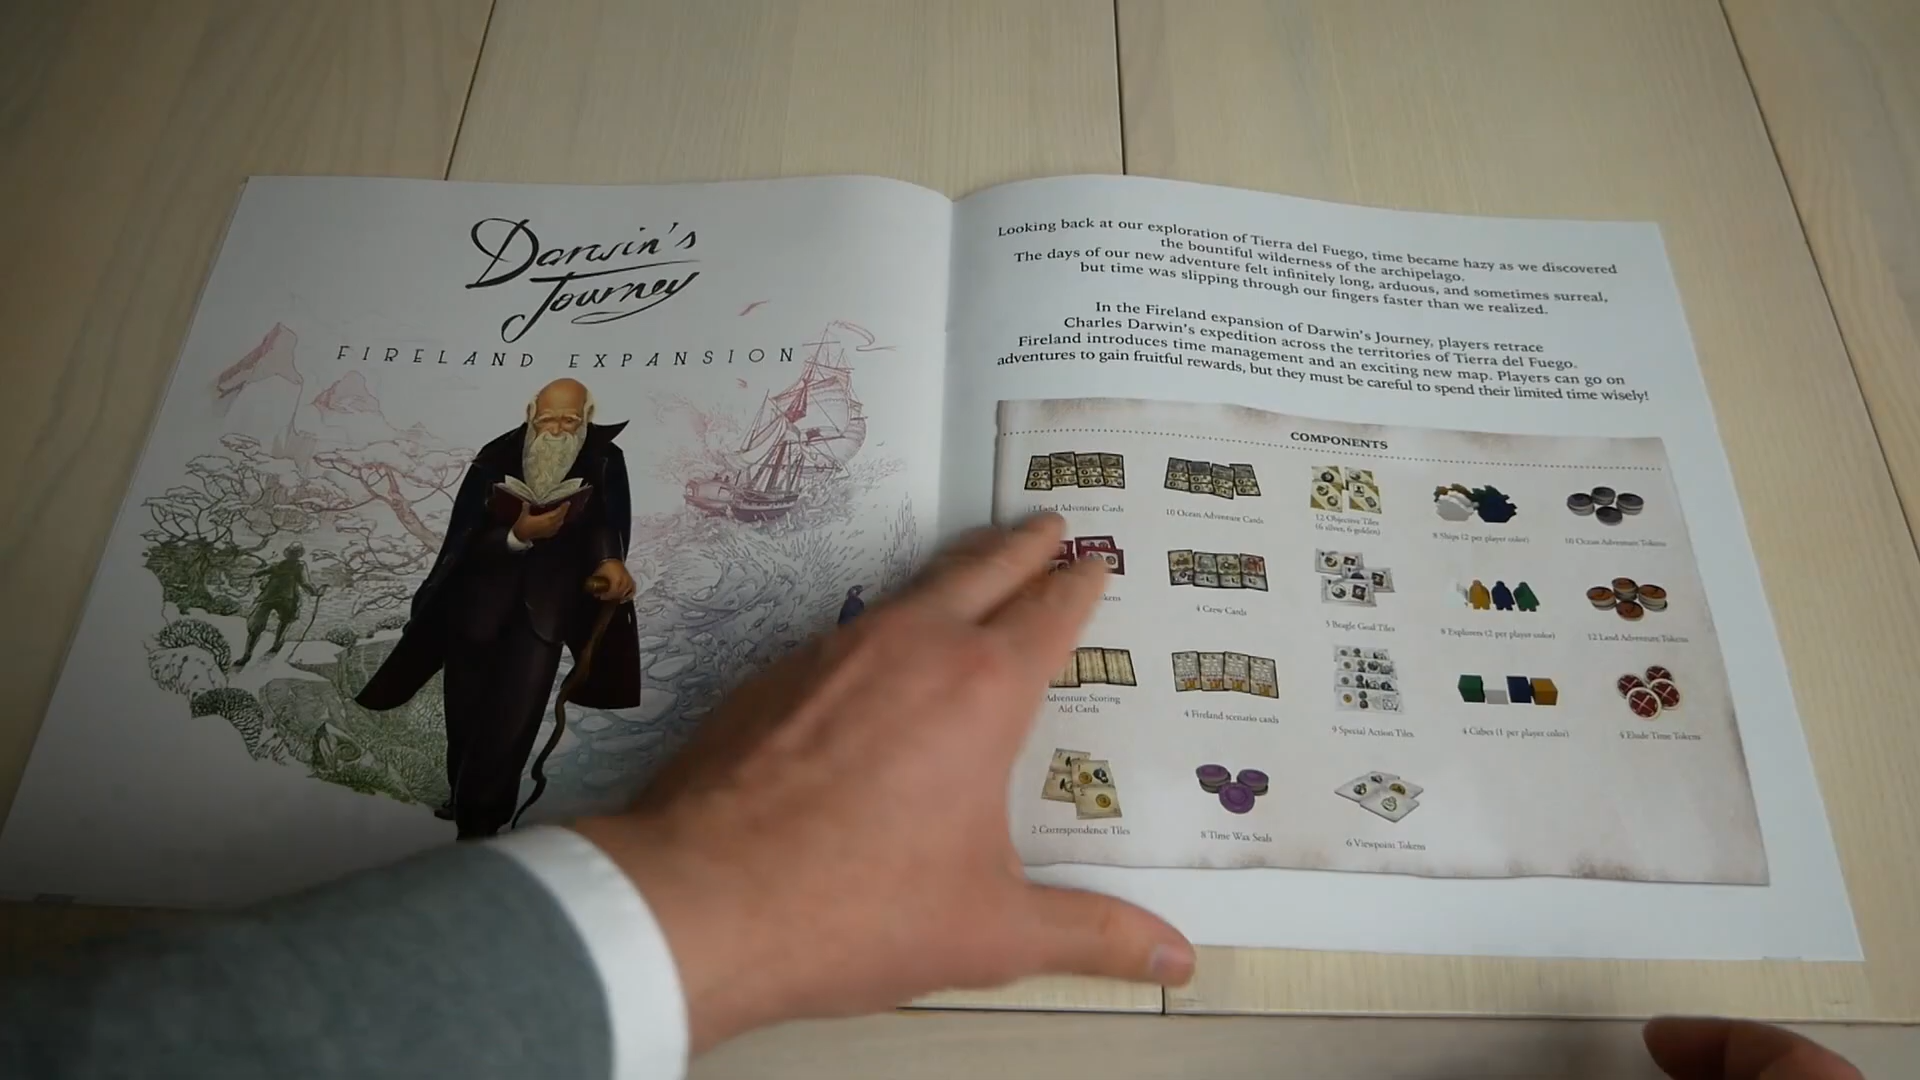 Darwin's
Journey
FIRELAND EXPANSION
Looking back at our exploration of Tierra del Fuego, time became hazy as we discovered
the bountiful wilderness of the archipelago.
The days of our new adventure felt infinitely long, arduous, and sometimes surreal,
but time was slipping through our fingers faster than we realized.
In the Fireland expansion of Darwin's Journey, players retrace
Charles Darwin's expedition across the territories of Tierra del Fuego.
Fireland introduces time management and an exciting new map. Players can go on
adventures to gain fruitful rewards, but they must be careful to spend their limited time wisely!
COMPONENTS
Land Adventure Cards
10 Ocean Adventure Cards
12 Objective Tiles
(6 silver, 6 golden)
8 Ships (2 per player color)
10 Ocean Adventure Tokens
4 Crew Cards
5 Beagle Goal Tiles
8 Explorers (2 per player color)
12 Land Adventure Tokens
Adventure Scoring
Aid Cards
4 Fireland scenario cards
9 Special Action Tiles
4 Cubes (1 per player color)
Elude Time Tokens
2 Correspondence Tiles
8 Time Wax Seals
6 Viewpoint Tokens